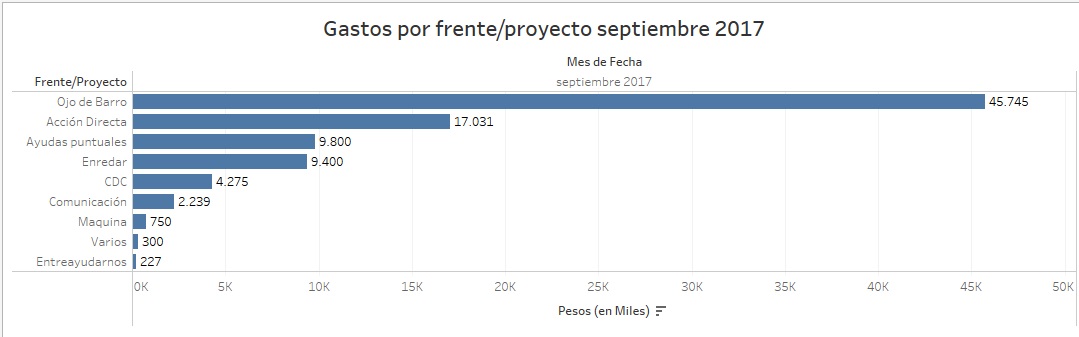 Gastos por frente/proyecto septiembre 2017
Mes de Fecha
Frente/Proyecto septiembre 2017
Ojo de Barro 45.745
Acción Directa 17.031
Ayudas puntuales 9.800
Enredar 9.400
CDC 4.275
Comunicación 2.239
Maquina 750
Varios 300
Entreayudarnos 227
0K 5K 10K 15K 20K 25K 30K 35K 40K 45K 50K
Pesos (en Miles)